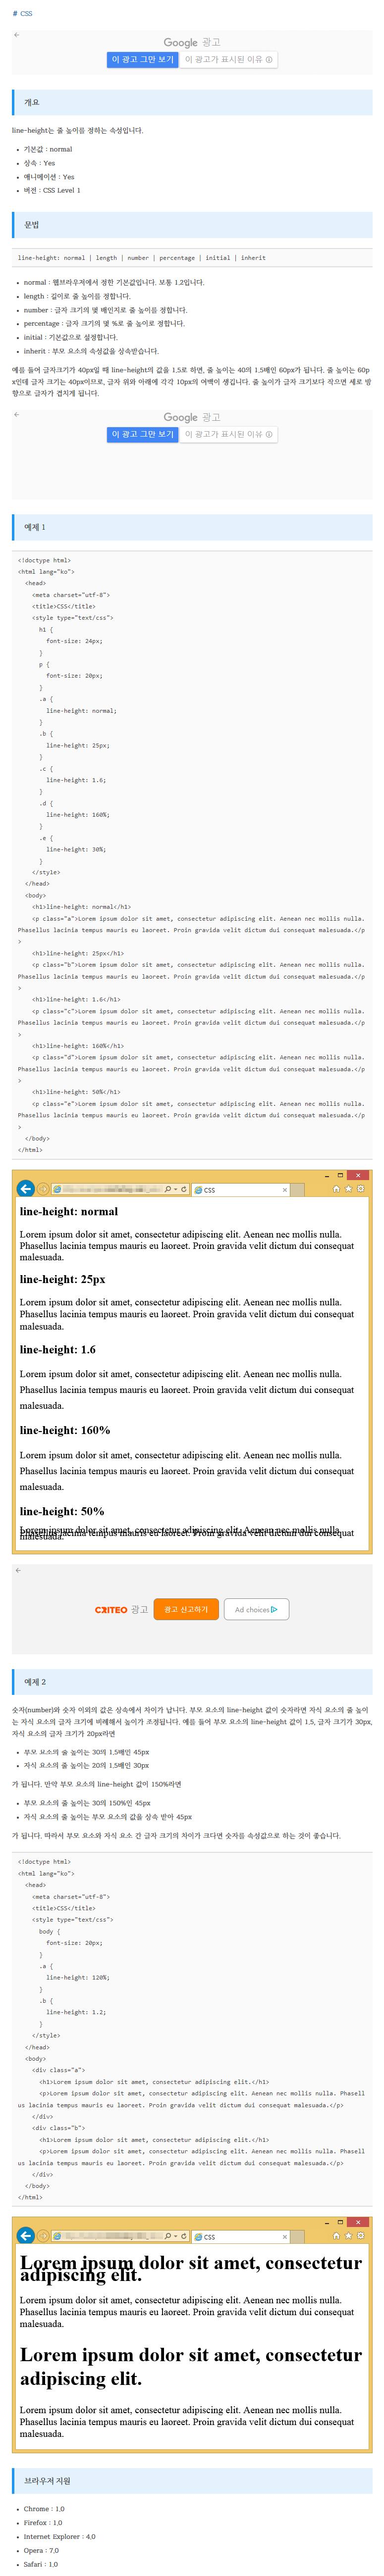 # CSS
Google 광고
이 광고 그만 보기 이 광고가 표시된 이유
개요
line-height는 줄 높이를 정하는 속성입니다.
• 기본값 : normal
• 상속 : Yes
• 애니메이션 : Yes
• 버전 : CSS Level 1
문법
line-height: normal | length | number | percentage | initial | inherit
• normal : 웹브라우저에서 정한 기본값입니다. 보통 1.2입니다.
• length : 길이로 줄 높이를 정합니다.
• number : 글자 크기의 몇 배인지로 줄 높이를 정합니다.
• percentage : 글자 크기의 몇 %로 줄 높이로 정합니다.
• initial : 기본값으로 설정합니다.
• inherit : 부모 요소의 속성값을 상속받습니다.
예를 들어 글자크기가 40px일 때 line-height의 값을 1.5로 하면, 줄 높이는 40의 1.5배인 60px가 됩니다. 줄 높이는 60p
x인데 글자 크기는 40px이므로, 글자 위와 아래에 각각 10px의 여백이 생깁니다. 줄 높이가 글자 크기보다 작으면 세로 방
향으로 글자가 겹치게 됩니다.
Google 광고
이 광고 그만 보기 이 광고가 표시된 이유
예제 1
<!doctype html>
<html lang="ko">
<head>
<meta charset="utf-8">
<title>CSS</title>
<style type="text/css">
h1 {
font-size: 24px;
}
p {
font-size: 20px;
}
.a {
line-height: normal;
}
.b {
line-height: 25px;
}
.c {
line-height: 1.6;
}
.d {
line-height: 160%;
}
.e {
line-height: 30%;
}
</style>
</head>
<body>
<h1>line-height: normal</h1>
<p class="a">Lorem ipsum dolor sit amet, consectetur adipiscing elit. Aenean nec mollis nulla.
Phasellus lacinia tempus mauris eu laoreet. Proin gravida velit dictum dui consequat malesuada.</p
>
<h1>line-height: 25px</h1>
<p class="b">Lorem ipsum dolor sit amet, consectetur adipiscing elit. Aenean nec mollis nulla.
Phasellus lacinia tempus mauris eu laoreet. Proin gravida velit dictum dui consequat malesuada.</p
>
<h1>line-height: 1.6</h1>
<p class="c">Lorem ipsum dolor sit amet, consectetur adipiscing elit. Aenean nec mollis nulla.
Phasellus lacinia tempus mauris eu laoreet. Proin gravida velit dictum dui consequat malesuada.</p
>
<h1>line-height: 160%</h1>
<p class="d">Lorem ipsum dolor sit amet, consectetur adipiscing elit. Aenean nec mollis nulla.
Phasellus lacinia tempus mauris eu laoreet. Proin gravida velit dictum dui consequat malesuada.</p
>
<h1>line-height: 50%</h1>
<p class="e">Lorem ipsum dolor sit amet, consectetur adipiscing elit. Aenean nec mollis nulla.
Phasellus lacinia tempus mauris eu laoreet. Proin gravida velit dictum dui consequat malesuada.</p
>
</body>
</html>
CSS
line-height: normal
Lorem ipsum dolor sit amet, consectetur adipiscing elit. Aenean nec mollis nulla.
Phasellus lacinia tempus mauris eu laoreet. Proin gravida velit dictum dui consequat
malesuada.
line-height: 25px
Lorem ipsum dolor sit amet, consectetur adipiscing elit. Aenean nec mollis nulla.
Phasellus lacinia tempus mauris eu laoreet. Proin gravida velit dictum dui consequat
malesuada.
line-height: 1.6
Lorem ipsum dolor sit amet, consectetur adipiscing elit. Aenean nec mollis nulla.
Phasellus lacinia tempus mauris eu laoreet. Proin gravida velit dictum dui consequat
malesuada.
line-height: 160%
Lorem ipsum dolor sit amet, consectetur adipiscing elit. Aenean nec mollis nulla.
Phasellus lacinia tempus mauris eu laoreet. Proin gravida velit dictum dui consequat
malesuada.
line-height: 50%
Lorem ipsum dolor sit amet, consectetur adipiscing elit. Aenean nec mollis nulla.
Phasellus lacinia tempus mauris eu laoreet. Proin gravida velit dictum dui consequat
malesuada.
CRITEO 광고 광고 신고하기 Ad choices
예제 2
숫자(number)와 숫자 이외의 값은 상속에서 차이가 납니다. 부모 요소의 line-height 값이 숫자라면 자식 요소의 줄 높이
는 자식 요소의 글자 크기에 비례해서 높이가 조정됩니다. 예를 들어 부모 요소의 line-height 값이 1.5, 글자 크기가 30px,
자식 요소의 글자 크기가 20px라면
• 부모 요소의 줄 높이는 30의 1.5배인 45px
• 자식 요소의 줄 높이는 20의 1.5배인 30px
가 됩니다. 만약 부모 요소의 line-height 값이 150%라면
• 부모 요소의 줄 높이는 30의 150%인 45px
• 자식 요소의 줄 높이는 부모 요소의 값을 상속 받아 45px
가 됩니다. 따라서 부모 요소와 자식 요소 간 글자 크기의 차이가 크다면 숫자를 속성값으로 하는 것이 좋습니다.
<!doctype html>
<html lang="ko">
<head>
<meta charset="utf-8">
<title>CSS</title>
<style type="text/css">
body {
font-size: 20px;
}
.a {
line-height: 120%;
}
.b {
line-height: 1.2;
}
</style>
</head>
<body>
<div class="a">
<h1>Lorem ipsum dolor sit amet, consectetur adipiscing elit.</h1>
<p>Lorem ipsum dolor sit amet, consectetur adipiscing elit. Aenean nec mollis nulla. Phasell
us lacinia tempus mauris eu laoreet. Proin gravida velit dictum dui consequat malesuada.</p>
</div>
<div class="b">
<h1>Lorem ipsum dolor sit amet, consectetur adipiscing elit.</h1>
<p>Lorem ipsum dolor sit amet, consectetur adipiscing elit. Aenean nec mollis nulla. Phasell
us lacinia tempus mauris eu laoreet. Proin gravida velit dictum dui consequat malesuada.</p>
</div>
</body>
</html>
CSS
Lorem ipsum dolor sit amet, consectetur
adipiscing elit.
Lorem ipsum dolor sit amet, consectetur adipiscing elit. Aenean nec mollis nulla.
Phasellus lacinia tempus mauris eu laoreet. Proin gravida velit dictum dui consequat
malesuada.
Lorem ipsum dolor sit amet, consectetur
adipiscing elit.
Lorem ipsum dolor sit amet, consectetur adipiscing elit. Aenean nec mollis nulla.
Phasellus lacinia tempus mauris eu laoreet. Proin gravida velit dictum dui consequat
malesuada.
브라우저 지원
• Chrome : 1.0
• Firefox : 1.0
• Internet Explorer : 4.0
• Opera : 7.0
• Safari : 1.0